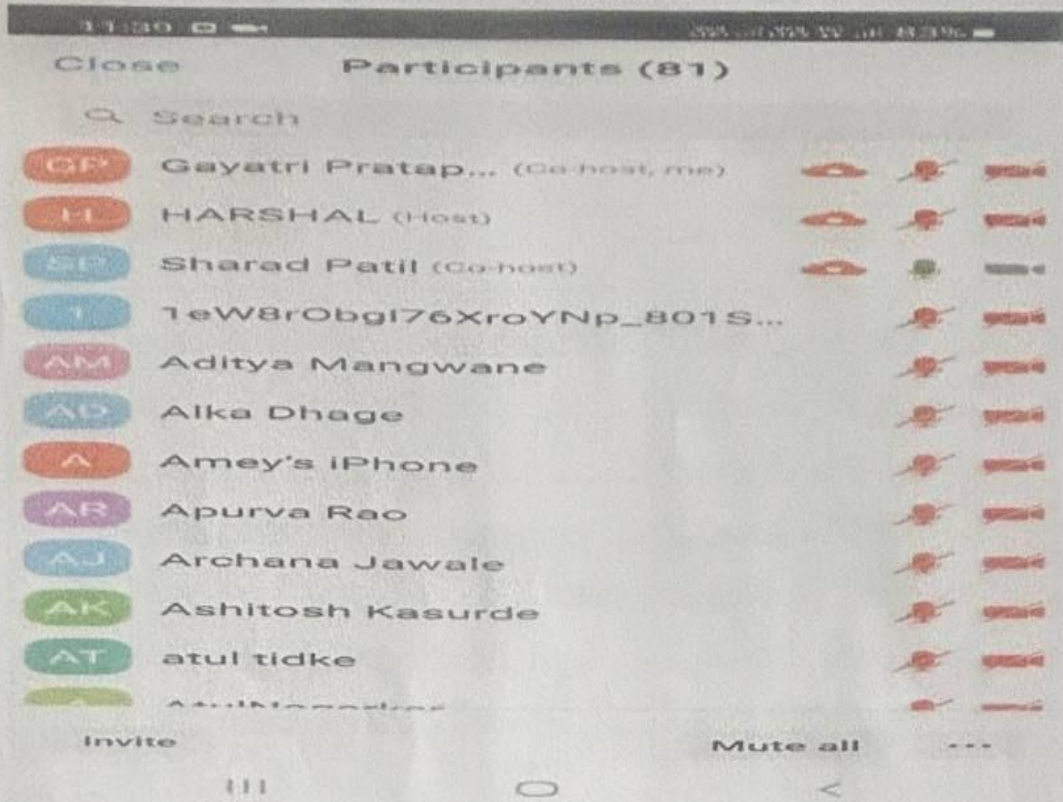 11:39 83%
Close Participants (81)
Search
GP Gayatri Pratap... (Co-host, me)
H HARSHAL (Host)
SP Sharad Patil (Co-host)
1 1eW8rObgI76XroYNp_801S...
AM Aditya Mangwane
AD Alka Dhage
A Amey's iPhone
AR Apurva Rao
AJ Archana Jawale
AK Ashitosh Kasurde
AT atul tidke
Invite Mute all ...